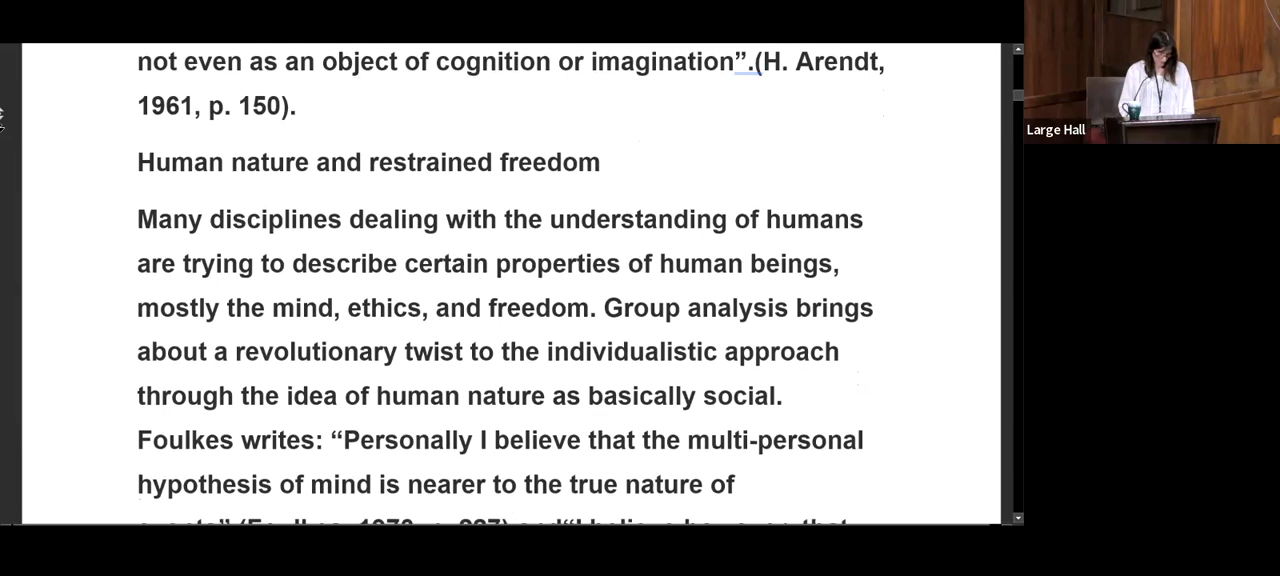 not even as an object of cognition or imagination”.(H. Arendt,
1961, p. 150).
Human nature and restrained freedom
Many disciplines dealing with the understanding of humans
are trying to describe certain properties of human beings,
mostly the mind, ethics, and freedom. Group analysis brings
about a revolutionary twist to the individualistic approach
through the idea of human nature as basically social.
Foulkes writes: “Personally I believe that the multi-personal
hypothesis of mind is nearer to the true nature of
Large Hall